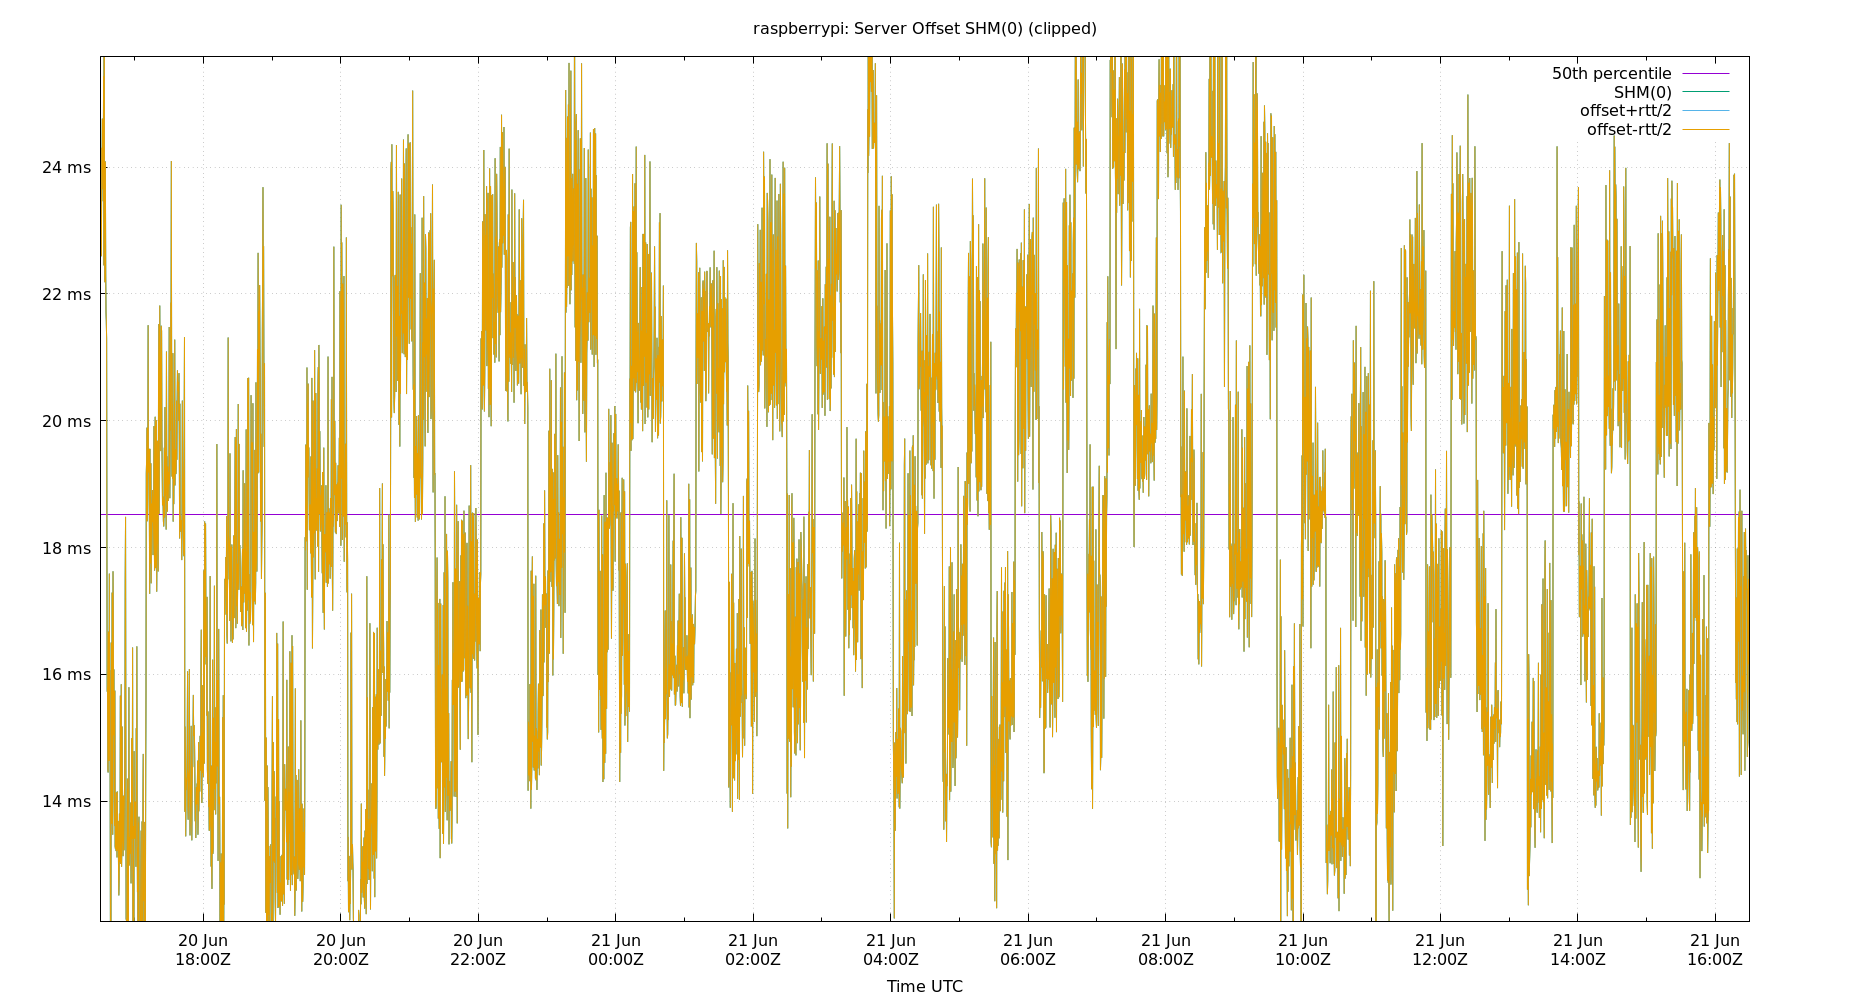 raspberrypi: Server Offset SHM(0) (clipped)
50th percentile
SHM(0)
offset+rtt/2
offset-rtt/2
24 ms
22 ms
20 ms
18 ms
16 ms
14 ms
20 Jun 20 Jun 20 Jun 21 Jun 21 Jun 21 Jun 21 Jun 21 Jun 21 Jun 21 Jun 21 Jun 21 Jun
18:00Z 20:00Z 22:00Z 00:00Z 02:00Z 04:00Z 06:00Z 08:00Z 10:00Z 12:00Z 14:00Z 16:00Z
Time UTC